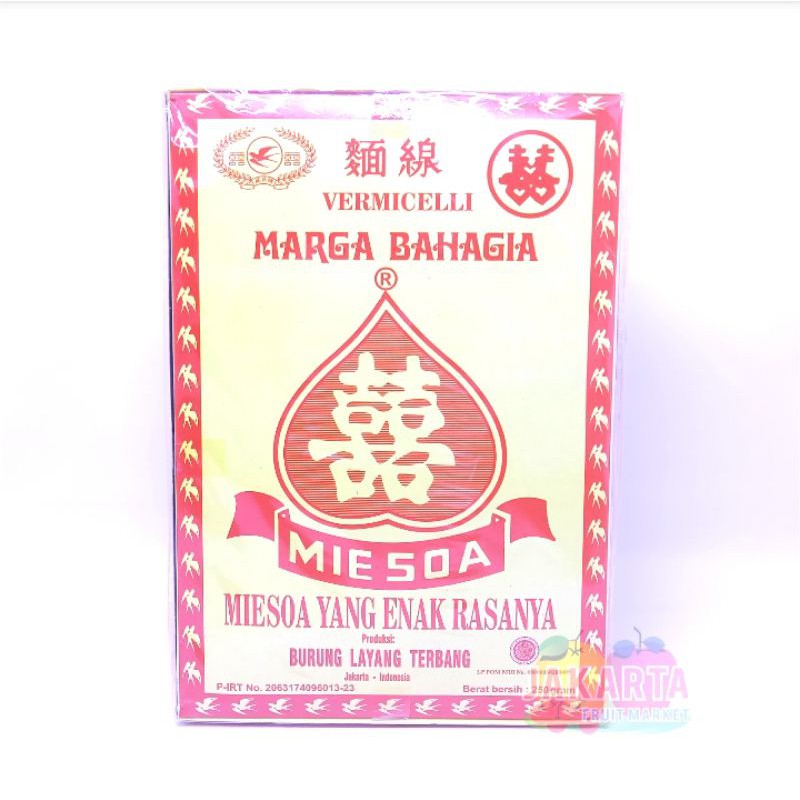 麵線
VERMICELLI
MARGA BAHAGIA
®
囍
MIE SOA
MIESOA YANG ENAK RASANYA
Produksi:
BURUNG LAYANG TERBANG
Jakarta - Indonesia
P-IRT No. 2063174096013-23
Berat bersih : 250 gram
JAKARTA
FRUIT MARKET